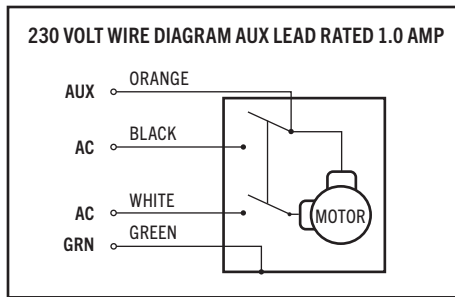 230 VOLT WIRE DIAGRAM AUX LEAD RATED 1.0 AMP
AUX ORANGE
AC BLACK
AC WHITE
GRN GREEN
MOTOR